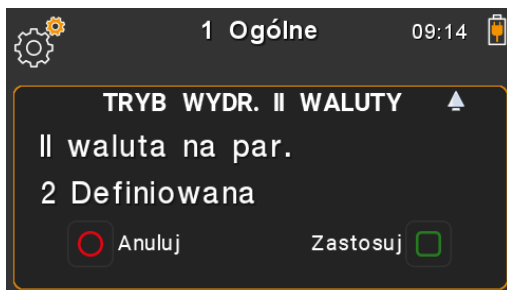 1 Ogólne 09:14
TRYB WYDR. II WALUTY
II waluta na par.
2 Definiowana
Anuluj Zastosuj